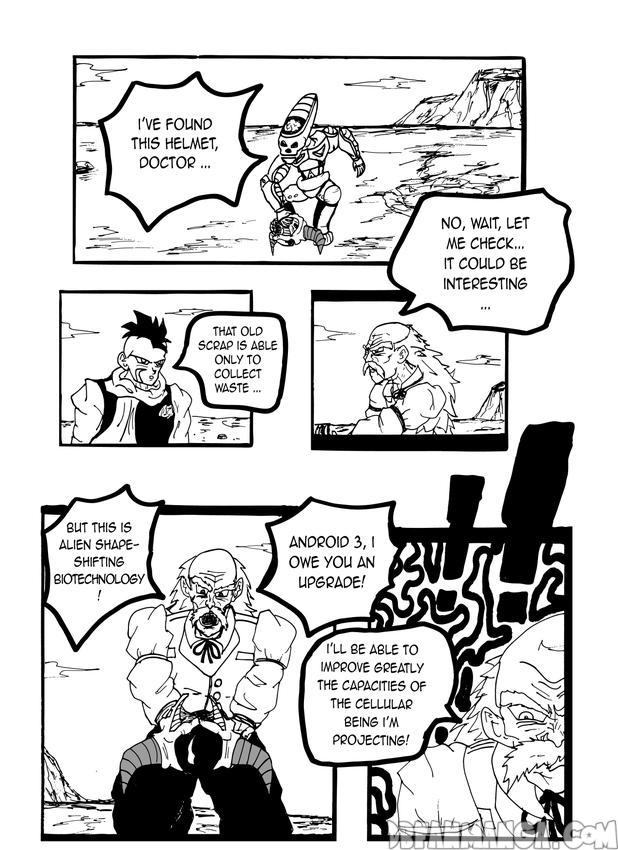 I'VE FOUND
THIS HELMET,
DOCTOR ...
NO, WAIT, LET
ME CHECK...
IT COULD BE
INTERESTING
...
THAT OLD
SCRAP IS ABLE
ONLY TO
COLLECT
WASTE ...
BUT THIS IS
ALIEN SHAPE-
SHIFTING
BIOTECHNOLOGY
!
ANDROID 3, I
OWE YOU AN
UPGRADE!
I'LL BE ABLE TO
IMPROVE GREATLY
THE CAPACITIES OF
THE CELLULAR
BEING I'M
PROJECTING!
DBFANMANGA.COM